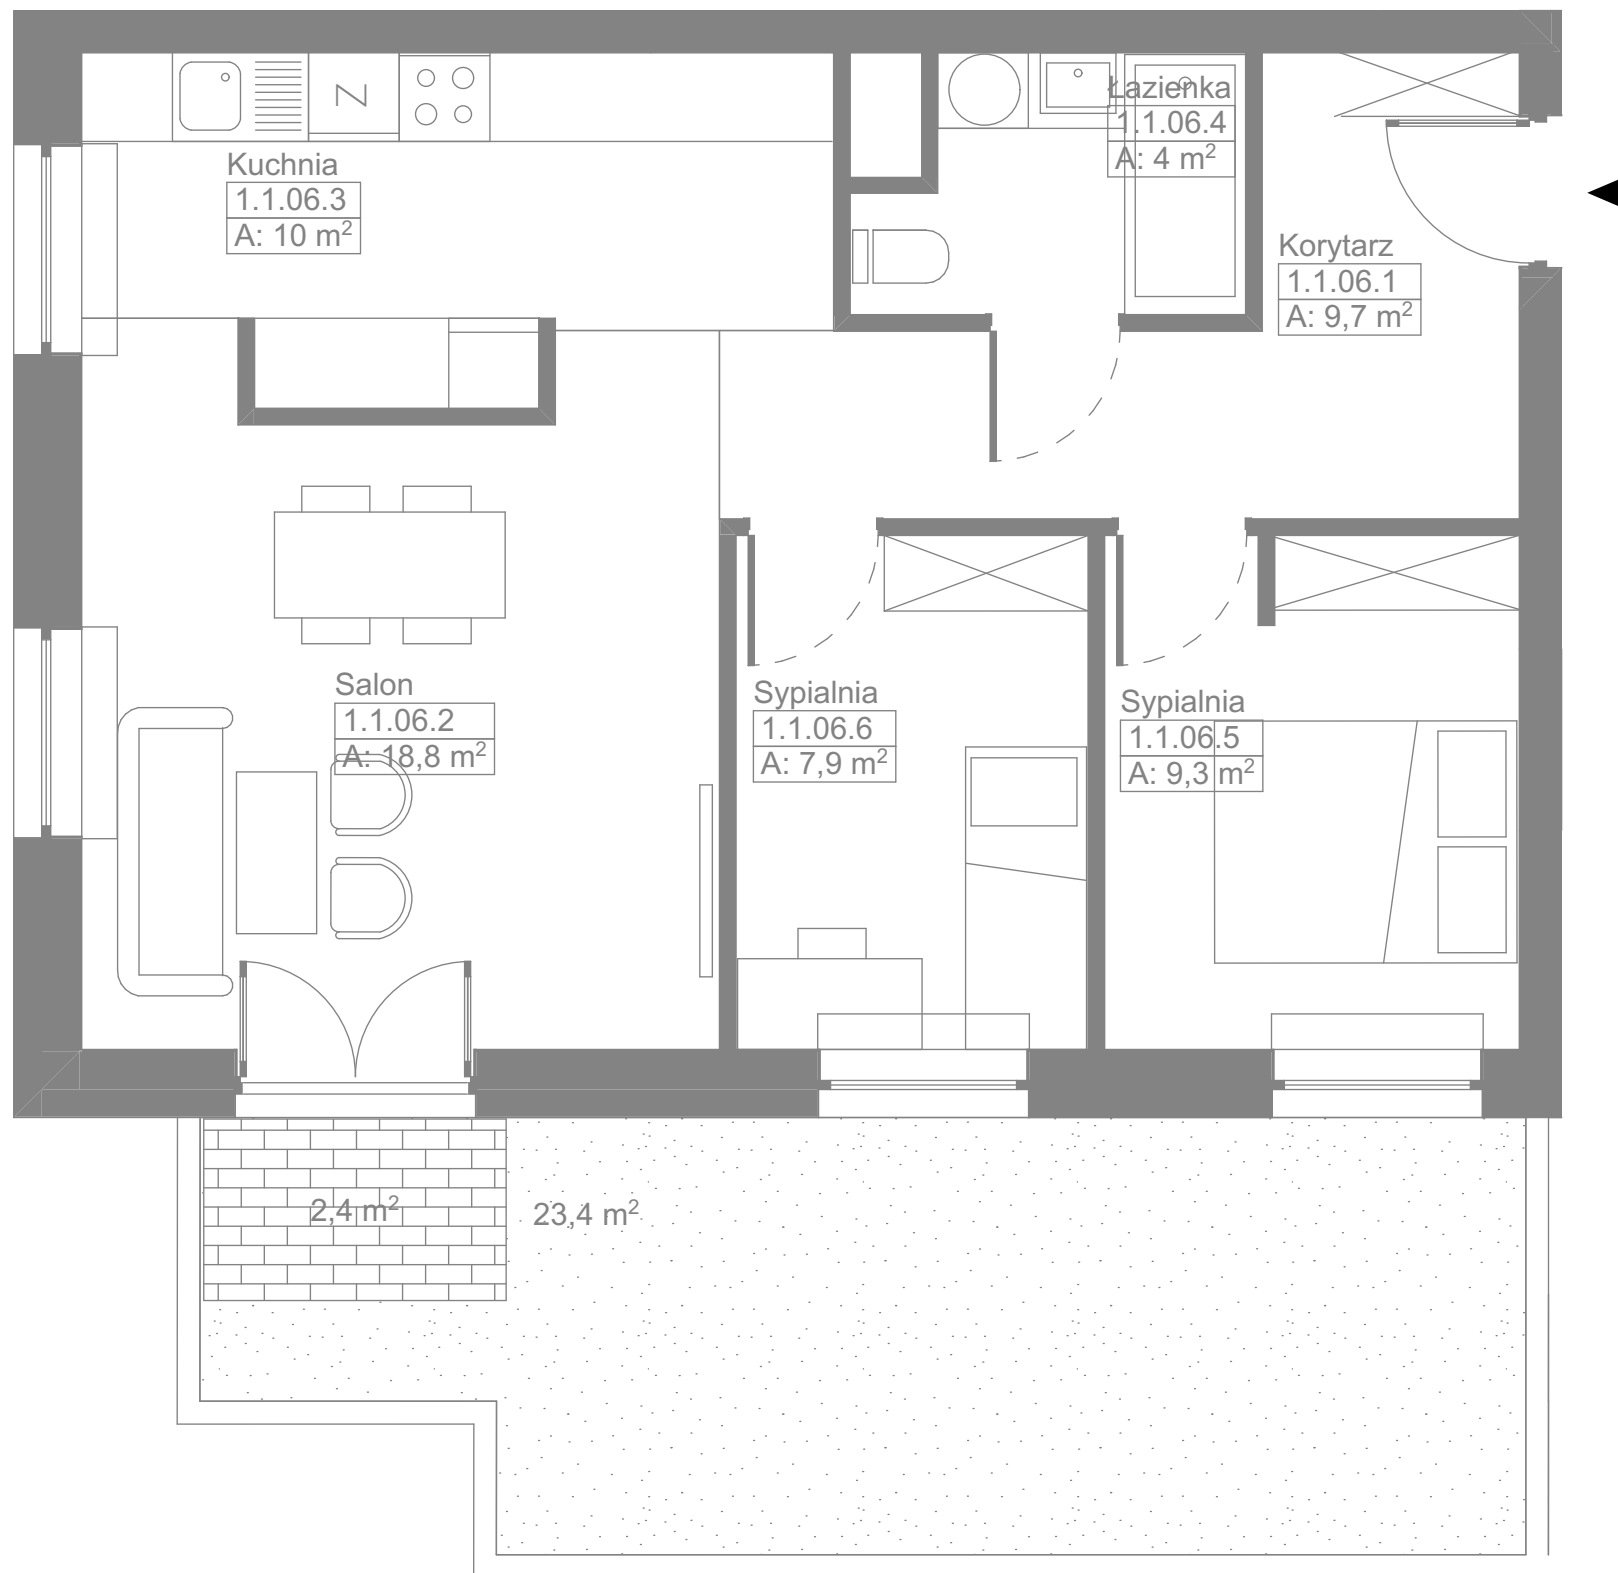 Kuchnia
1.1.06.3
A: 10 m²
Z
Łazienka
1.1.06.4
A: 4 m²
Korytarz
1.1.06.1
A: 9,7 m²
Salon
1.1.06.2
A: 18,8 m²
Sypialnia
1.1.06.6
A: 7,9 m²
Sypialnia
1.1.06.5
A: 9,3 m²
2,4 m²
23,4 m²